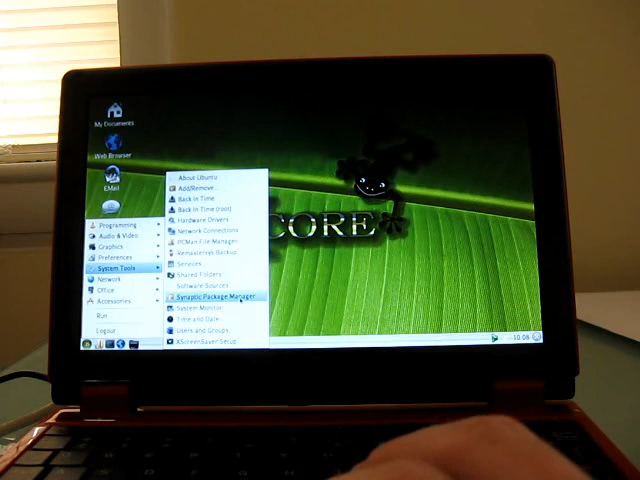 My Documents
Web Browser
EMail
CORE
Programming
Audio & Video
Graphics
Preferences
System Tools
Network
Office
Accessories
Run
Logout
About Ubuntu
Add/Remove...
Back In Time
Back In Time (root)
Hardware Drivers
Network Connections
PCMan File Manager
Remastersys Backup
Services
Shared Folders
Software Sources
Synaptic Package Manager
System Monitor
Time and Date
Users and Groups
XScreenSaver Setup
10:08